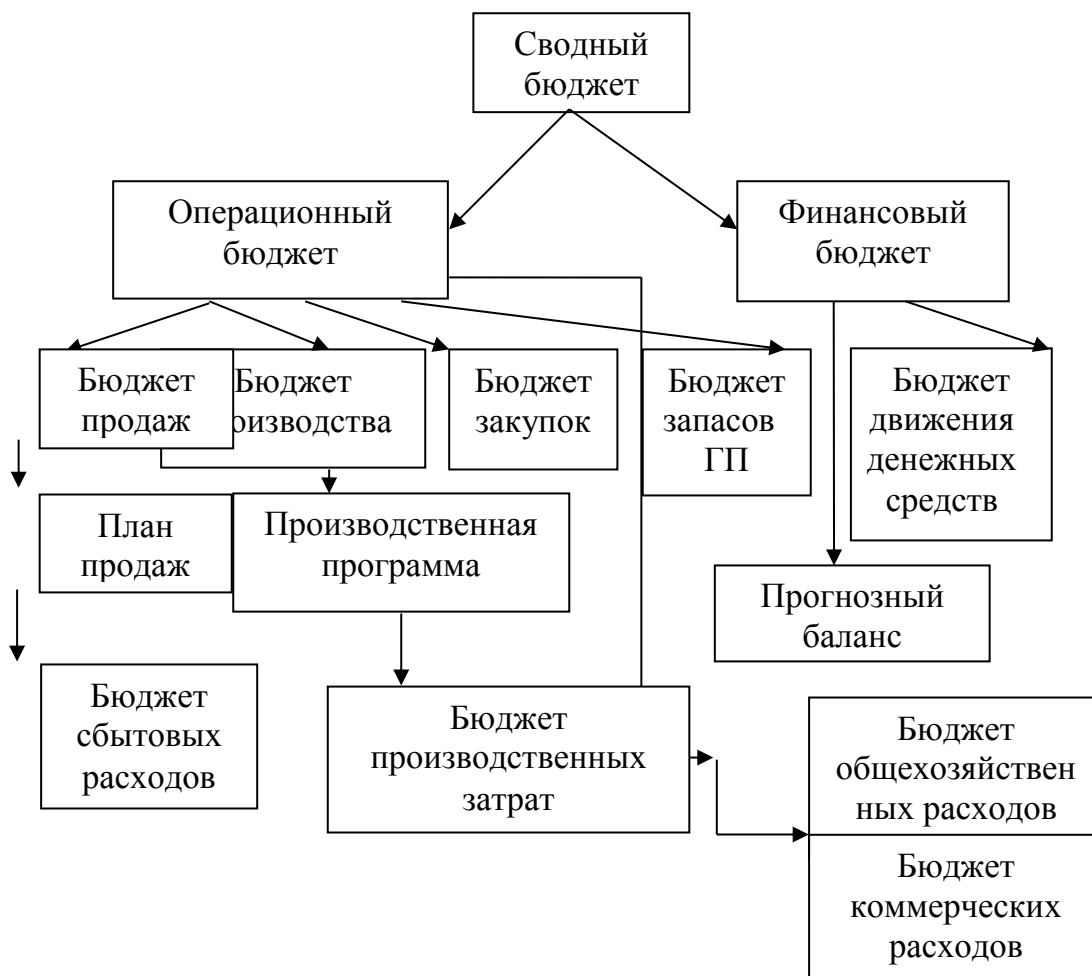 Сводный
бюджет
Операционный
бюджет
Финансовый
бюджет
Бюджет
продаж
Бюджет
оизводства
Бюджет
закупок
Бюджет
запасов
ГП
Бюджет
движения
денежных
средств
План
продаж
Производственная
программа
Прогнозный
баланс
Бюджет
сбытовых
расходов
Бюджет
производственных
затрат
Бюджет
общехозяйствен
ных расходов
Бюджет
коммерческих
расходов